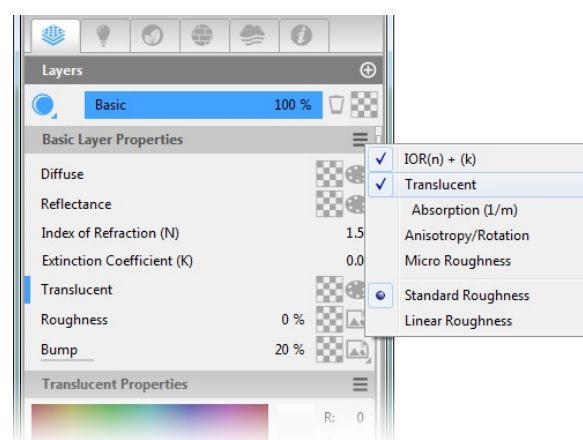 Layers
Basic 100 %
Basic Layer Properties
IOR(n) + (k)
Diffuse
Translucent
Reflectance
Absorption (1/m)
Index of Refraction (N) 1.5
Anisotropy/Rotation
Extinction Coefficient (K) 0.0
Micro Roughness
Translucent
Standard Roughness
Roughness 0 %
Linear Roughness
Bump 20 %
Translucent Properties
R: 0